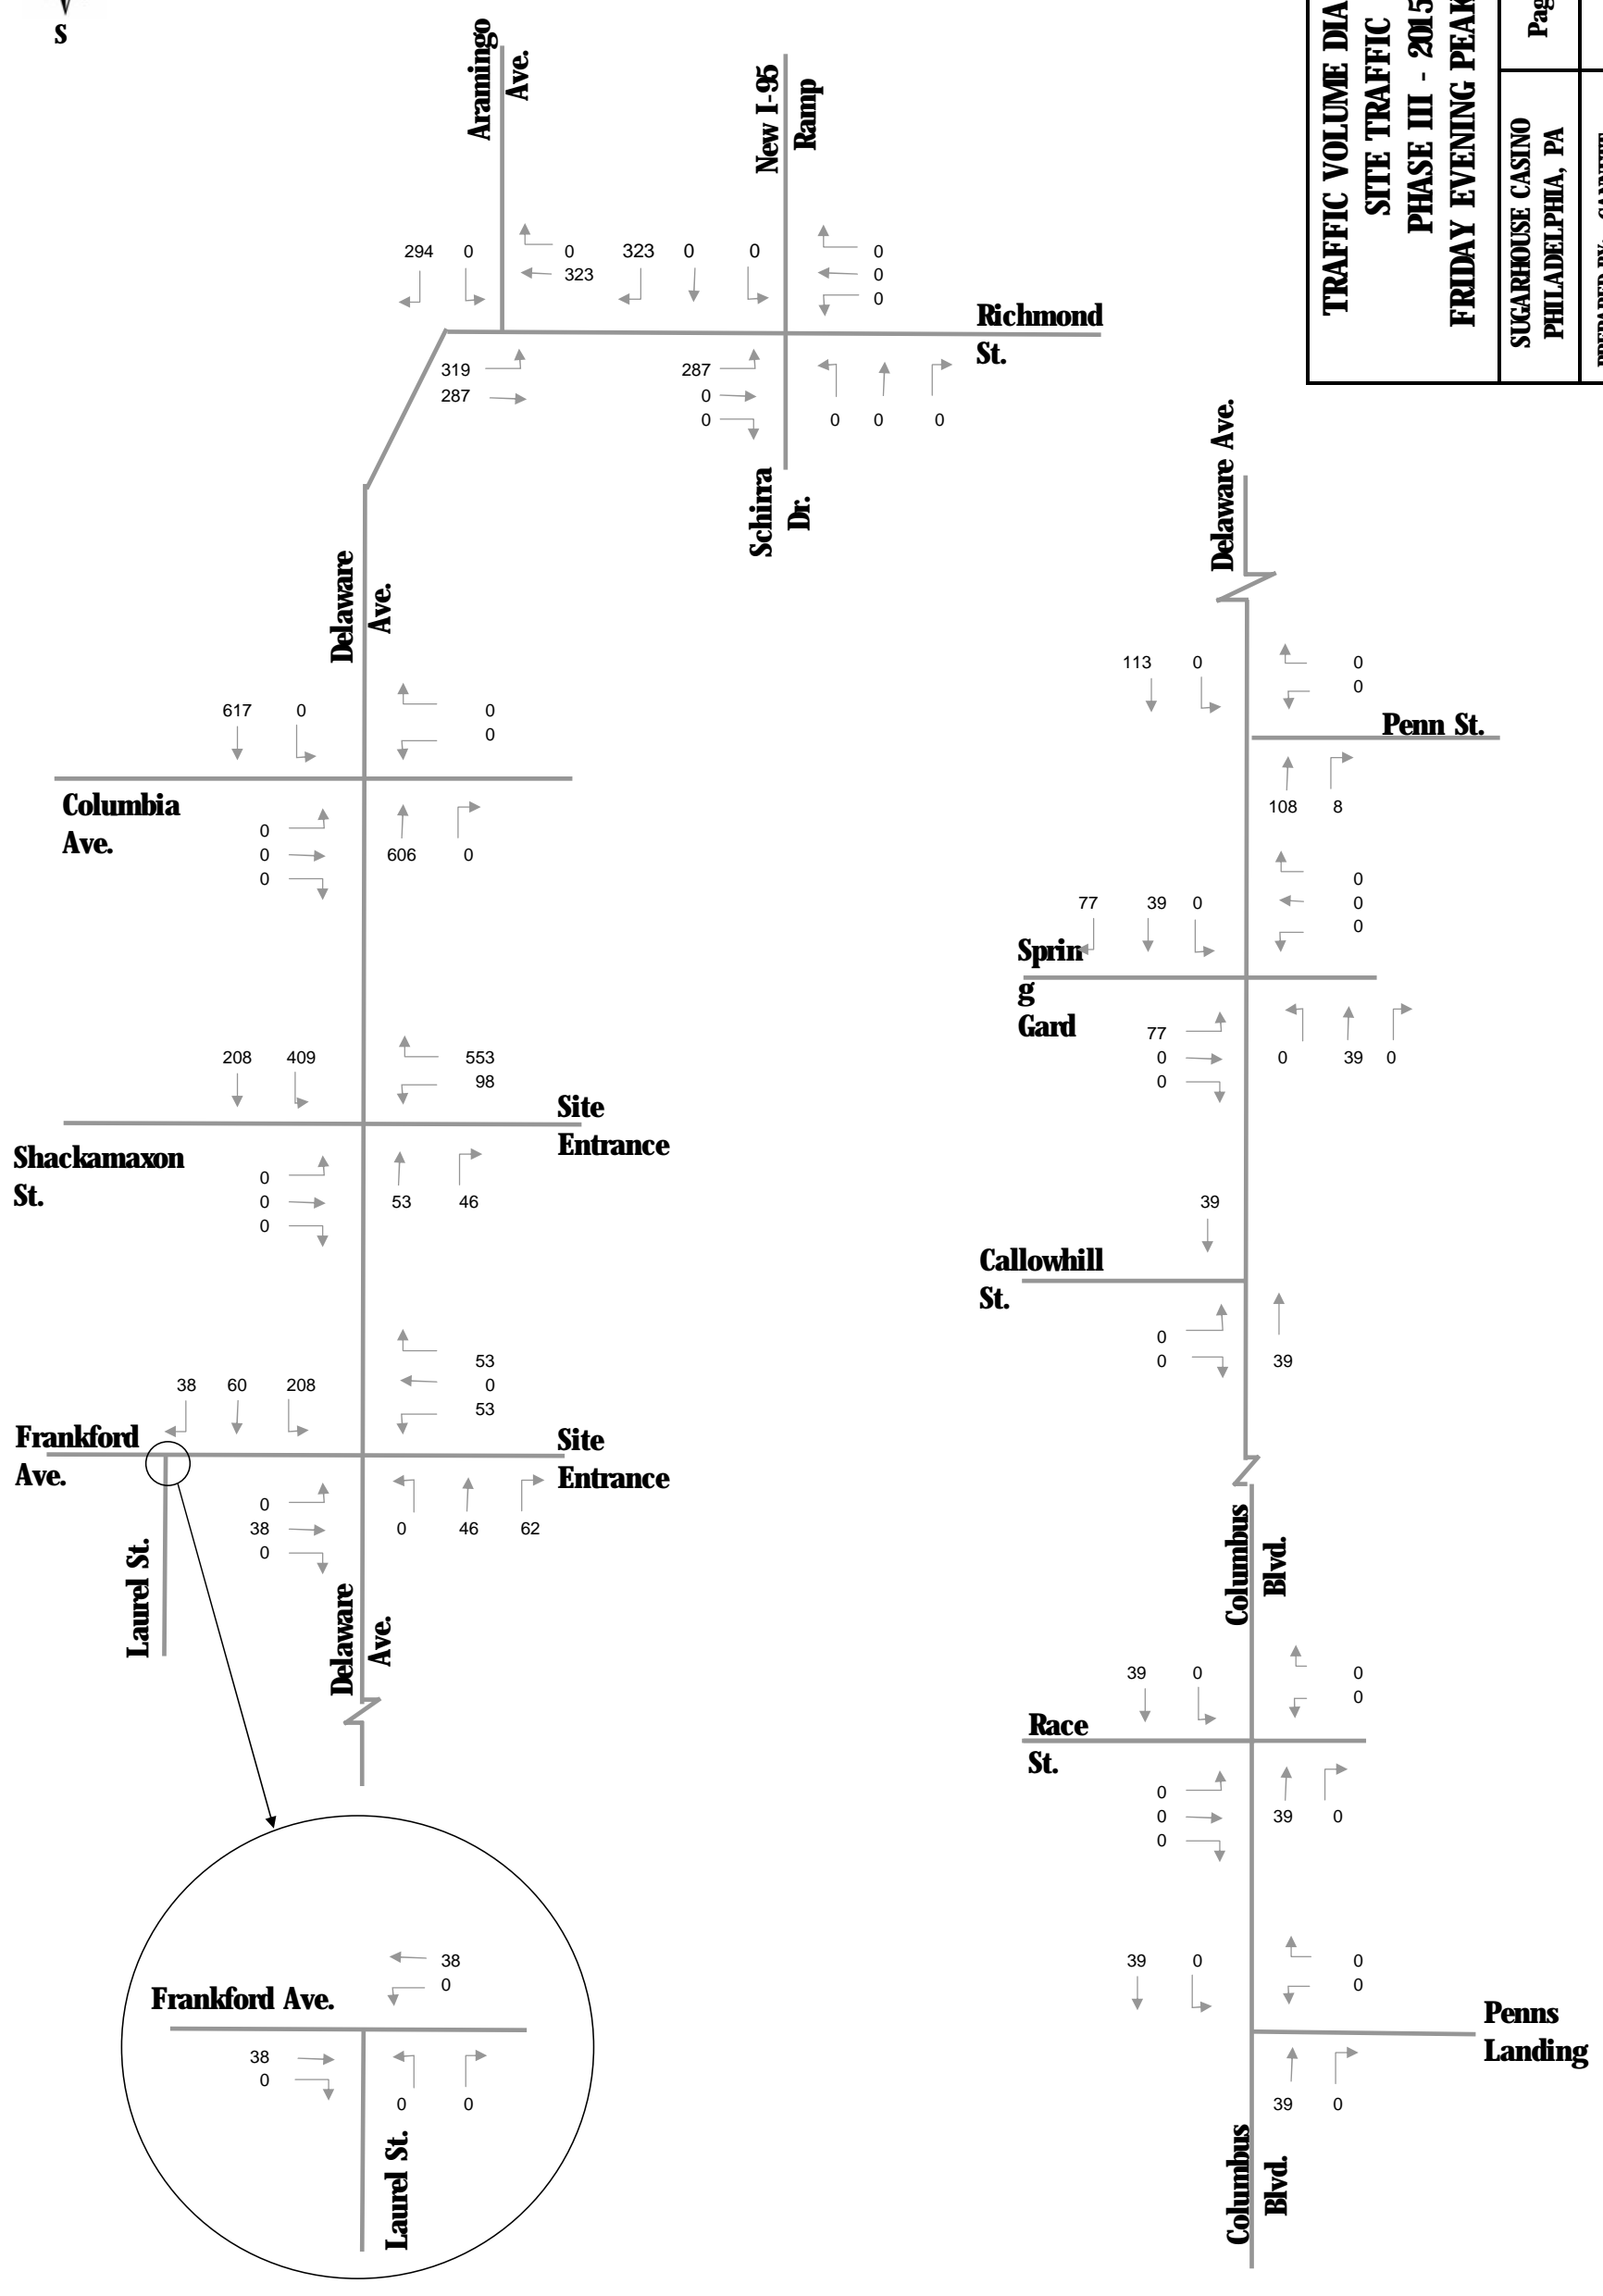 S
Aramingo
Ave.
New I-95
Ramp
TRAFFIC VOLUME
SITE TRAFFIC
PHASE III - 2015
FRIDAY EVENING PEAK
SUGARHOUSE CASINO
PHILADELPHIA, PA
294 0 0 323 0 0 0
323 0
0
Richmond
St.
319 287
287 0
0 0 0 0
Schirra
Dr.
Delaware
Ave.
617 0 0
0
Columbia
Ave.
0
0 606 0
0
208 409 553
98
Site
Entrance
Shackamaxon
St.
0
0 53 46
0
53
38 60 208 0
53
Frankford
Ave.
Site
Entrance
0
38 0 46 62
0
Laurel St.
Delaware
Ave.
38
0
Frankford Ave.
38
0
0 0
Laurel St.
Delaware Ave.
113 0 0
0
Penn St.
108 8
0
77 39 0 0
0
Sprin
g
Gard
77
0 0 39 0
0
39
Callowhill
St.
0
0 39
Columbus
Blvd.
39 0 0
0
Race
St.
0
0 39 0
0
39 0 0
0
Penns
Landing
39 0
Columbus
Blvd.